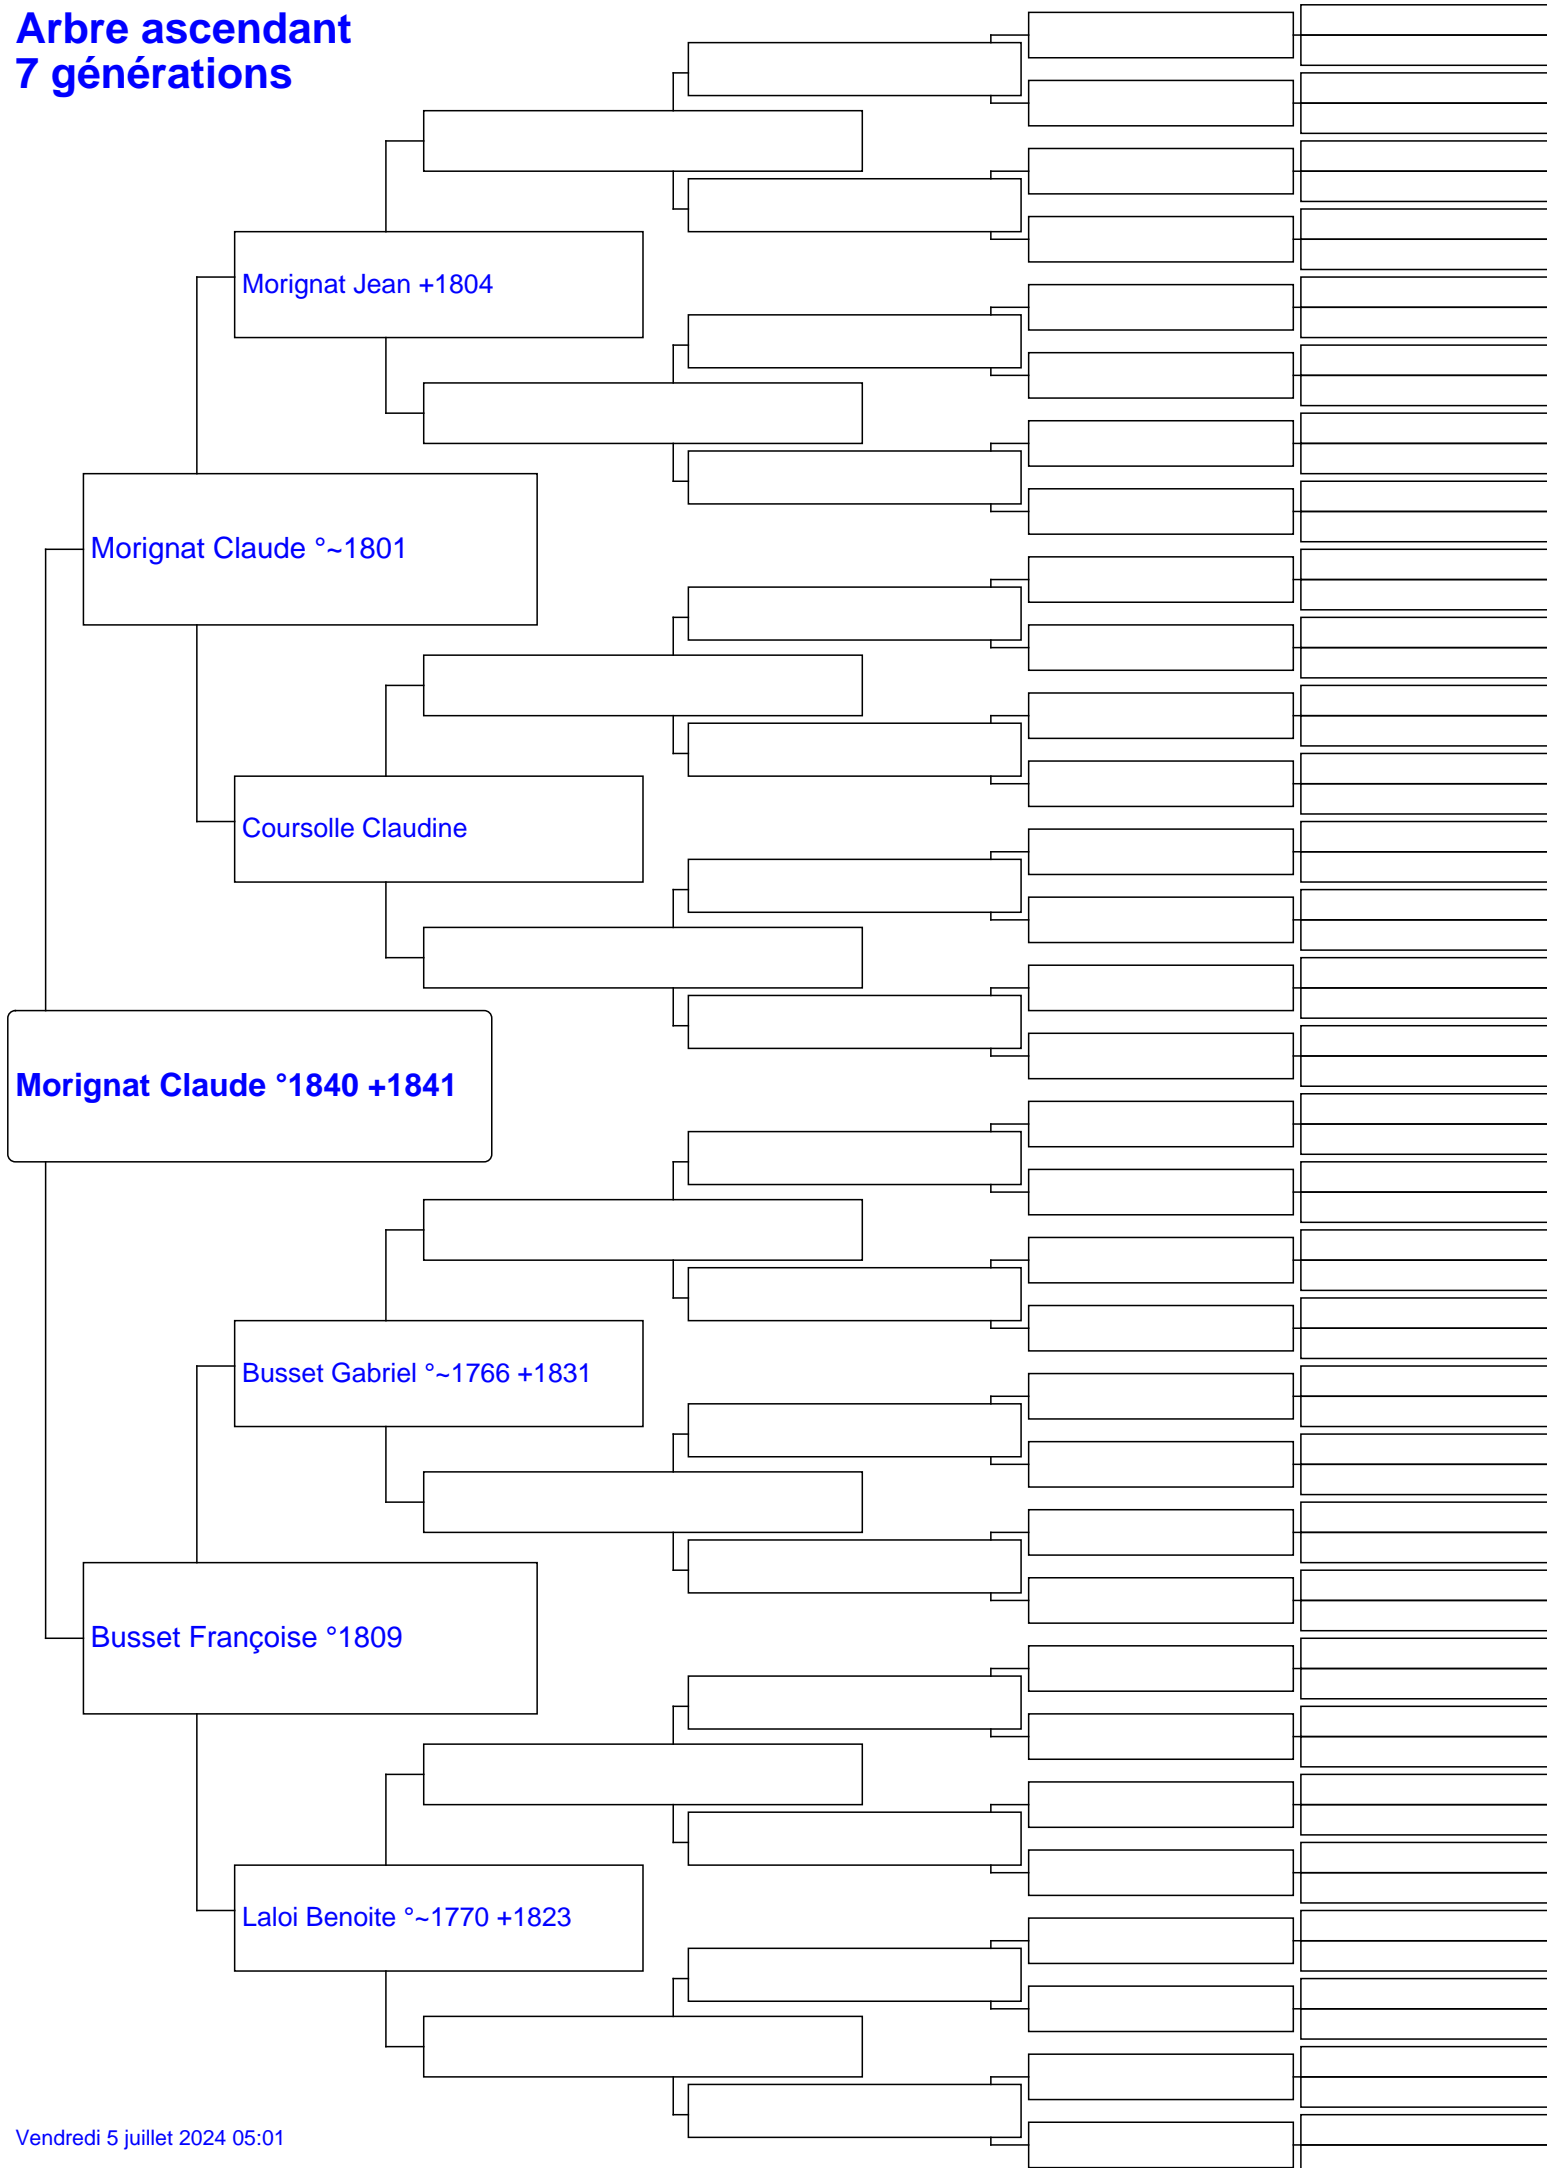 Arbre ascendant
7 générations
Morignat Jean +1804
Morignat Claude °~1801
Coursolle Claudine
Morignat Claude °1840 +1841
Busset Gabriel °~1766 +1831
Busset Françoise °1809
Laloi Benoite °~1770 +1823
Vendredi 5 juillet 2024 05:01